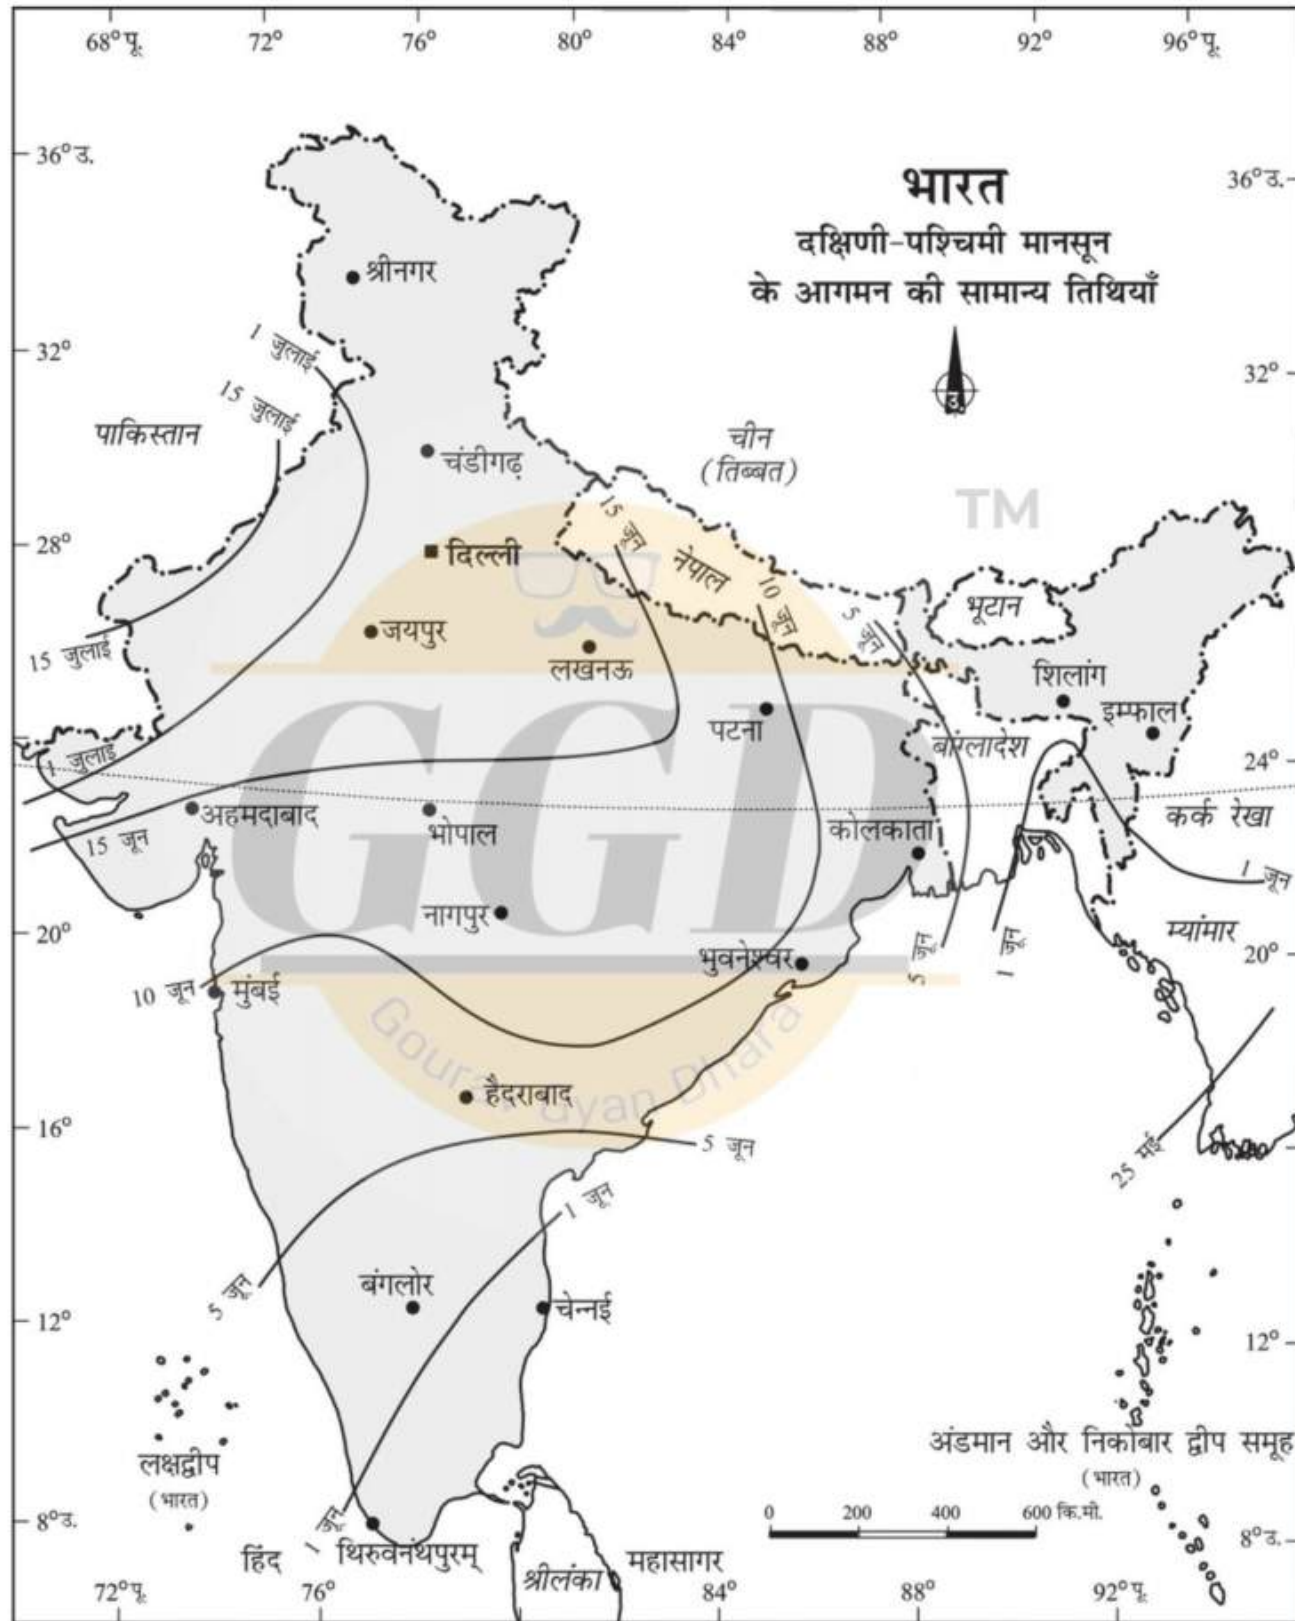 68° पू.
72°
76°
80°
84°
88°
92°
96° पू.
36° उ.
36° उ.
भारत
दक्षिणी-पश्चिमी मानसून
के आगमन की सामान्य तिथियाँ
श्रीनगर
1 जुलाई
32°
32°
उ
15 जुलाई
पाकिस्तान
चीन
(तिब्बत)
चंडीगढ़
TM
15 जून
28°
दिल्ली
नेपाल
10 जून
5 जून
भूटान
जयपुर
15 जुलाई
लखनऊ
शिलांग
इम्फाल
पटना
बांग्लादेश
1 जुलाई
24°
GGD
अहमदाबाद
भोपाल
कोलकाता
कर्क रेखा
15 जून
1 जून
नागपुर
20°
म्यांमार
20°
भुवनेश्वर
5 जून
1 जून
10 जून
मुंबई
Gourav Gyan Dhara
हैदराबाद
16°
5 जून
25 मई
1 जून
5 जून
बंगलोर
चेन्नई
12°
12°
लक्षद्वीप
(भारत)
अंडमान और निकोबार द्वीप समूह
(भारत)
8° उ.
1 जून
0 200 400 600 कि.मी.
8° उ.
हिंद
थिरुवनंथपुरम्
श्रीलंका
महासागर
72° पू.
76°
84°
88°
92° पू.